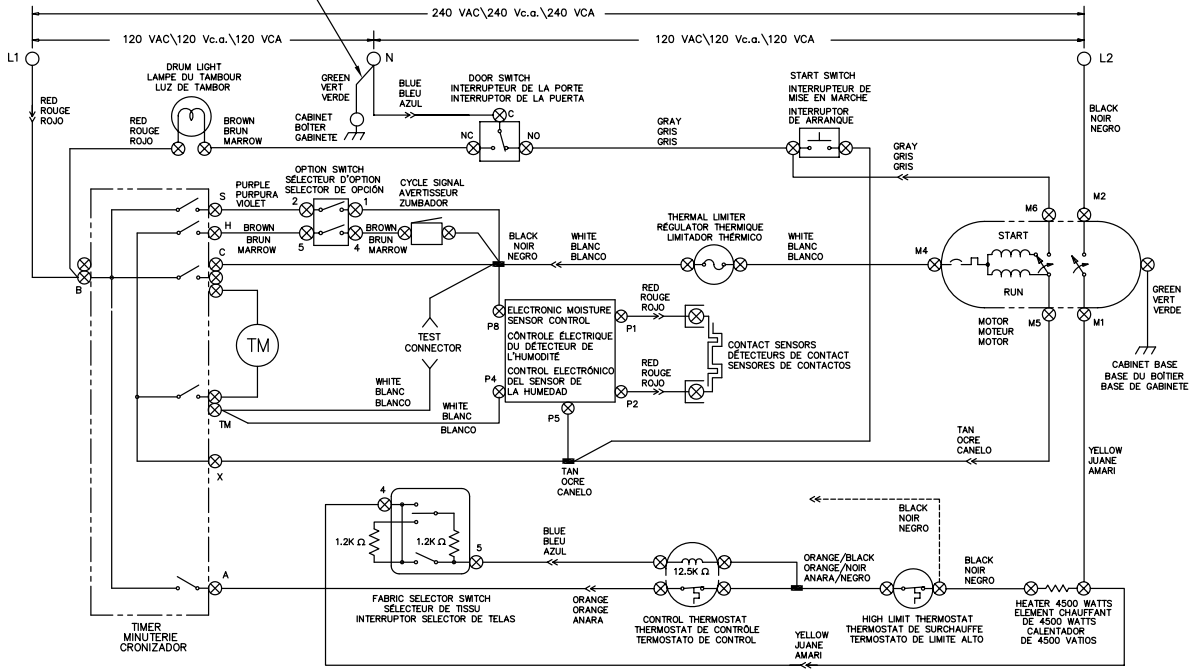 240 VAC\240 Vc.a.\240 VCA
120 VAC\120 Vc.a.\120 VCA
120 VAC\120 Vc.a.\120 VCA
L1
N
L2
DRUM LIGHT
LAMPE DU TAMBOUR
LUZ DE TAMBOR
GREEN
VERT
VERDE
BLUE
BLEU
AZUL
DOOR SWITCH
INTERRUPTEUR DE LA PORTE
INTERRUPTOR DE LA PUERTA
START SWITCH
INTERRUPTEUR DE
MISE EN MARCHE
INTERRUPTOR
DE ARRANQUE
RED
ROUGE
ROJO
BLACK
NOIR
NEGRO
CABINET
BOÎTER
GABINETE
C
RED
ROUGE
ROJO
BROWN
BRUN
MARROW
NC
NO
GRAY
GRIS
GRIS
GRAY
GRIS
GRIS
OPTION SWITCH
SÉLECTEUR D'OPTION
SELECTOR DE OPCIÓN
CYCLE SIGNAL
AVERTISSEUR
ZUMBADOR
S
PURPLE
PURPURA
VIOLET
2
1
H
BROWN
BRUN
MARROW
5
4
BROWN
BRUN
MARROW
M6
M2
THERMAL LIMITER
RÉGULATOR THERMIQUE
LIMITADOR THÉRMICO
START
C
BLACK
NOIR
NEGRO
WHITE
BLANC
BLANCO
WHITE
BLANC
BLANCO
M4
B
RUN
GREEN
VERT
VERDE
RED
ROUGE
ROJO
P8
ELECTRONIC MOISTURE
SENSOR CONTROL
CÔNTROLE ÉLECTRIQUE
DU DÉTECTEUR DE
L'HUMODITÉ
CONTROL ELECTRÓNICO
DEL SENSOR DE
LA HUMEDAD
P1
M5
M1
MOTOR
MOTEUR
MOTOR
TM
TEST
CONNECTOR
CONTACT SENSORS
DÉTECTEURS DE CONTACT
SENSORES DE CONTACTOS
CABINET BASE
BASE DU BOÎTIER
BASE DE GABINETE
RED
ROUGE
ROJO
P4
WHITE
BLANC
BLANCO
WHITE
BLANC
BLANCO
P2
P5
TM
TAN
OCRE
CANELO
YELLOW
JUANE
AMARI
X
TAN
OCRE
CANELO
4
1.2K Ω
1.2K Ω
5
BLUE
BLEU
AZUL
BLACK
NOIR
NEGRO
12.5K Ω
ORANGE/BLACK
ORANGE/NOIR
ANARA/NEGRO
BLACK
NOIR
NEGRO
A
FABRIC SELECTOR SWITCH
SÉLECTEUR DE TISSU
INTERRUPTOR SELECTOR DE TELAS
ORANGE
ORANGE
ANARA
CONTROL THERMOSTAT
THERMOSTAT DE CONTRÔLE
TERMOSTATO DE CONTROL
HIGH LIMIT THERMOSTAT
THERMOSTAT DE SURCHAUFFE
TERMOSTATO DE LIMITE ALTO
HEATER 4500 WATTS
ELEMENT CHAUFFANT
DE 4500 WATTS
CALENTADOR
DE 4500 VATIOS
TIMER
MINUTERIE
CRONIZADOR
YELLOW
JUANE
AMARI